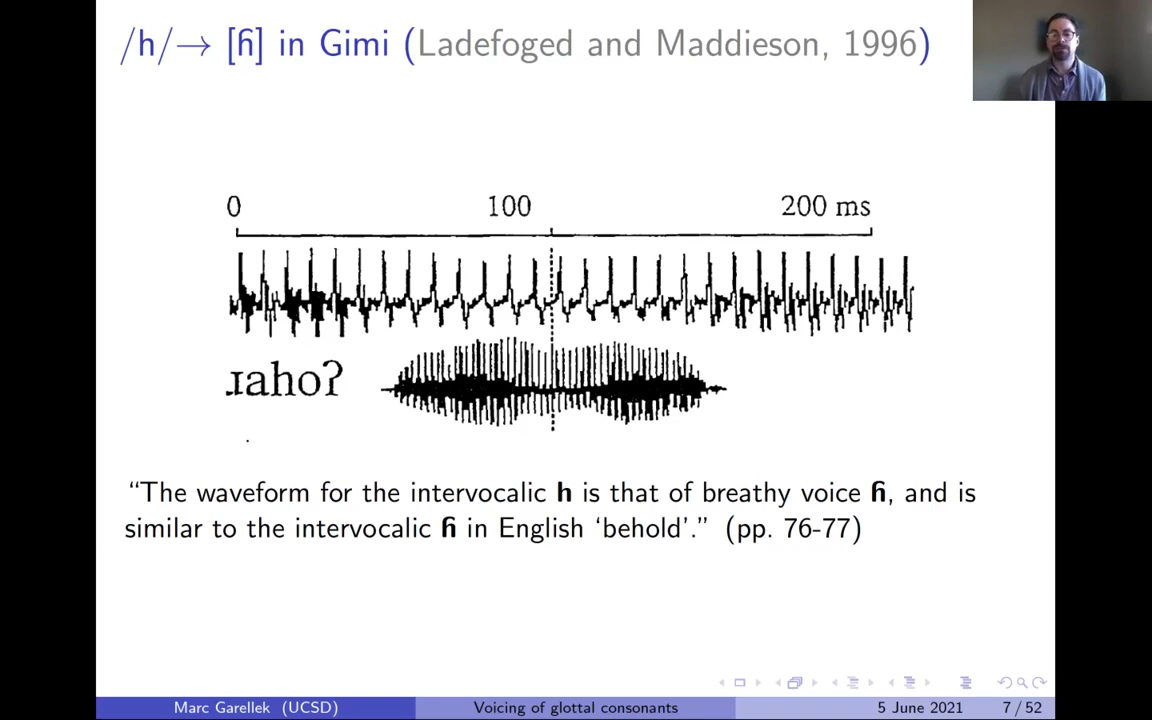 /h/→ [ɦ] in Gimi (Ladefoged and Maddieson, 1996)
0 100 200 ms
ɹahoʔ
“The waveform for the intervocalic h is that of breathy voice ɦ, and is
similar to the intervocalic ɦ in English ‘behold’.” (pp. 76-77)
Marc Garellek (UCSD) Voicing of glottal consonants 5 June 2021 7 / 52